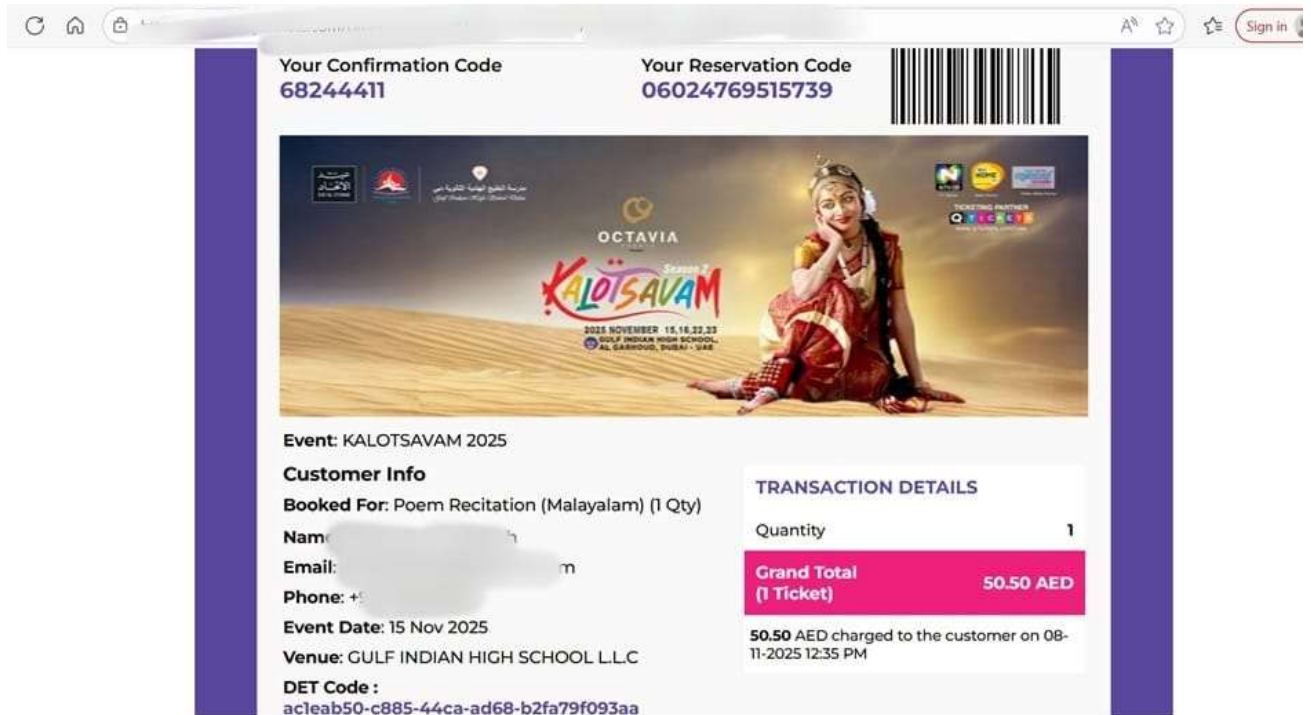 Sign in
Your Confirmation Code
68244411
Your Reservation Code
06024769515739
OCTAVIA
Season 2
KALOTSAVAM
2025 NOVEMBER 15,16,22,23
GULF INDIAN HIGH SCHOOL,
AL GARHOUD, DUBAI - UAE
HOME
TICKETING PARTNER
Q TICKETS
Event: KALOTSAVAM 2025
Customer Info
Booked For: Poem Recitation (Malayalam) (1 Qty)
Email:
Phone:
Event Date: 15 Nov 2025
Venue: GULF INDIAN HIGH SCHOOL L.L.C
DET Code :
ac1eab50-c885-44ca-ad68-b2fa79f093aa
TRANSACTION DETAILS
Quantity 1
Grand Total
(1 Ticket) 50.50 AED
50.50 AED charged to the customer on 08-
11-2025 12:35 PM